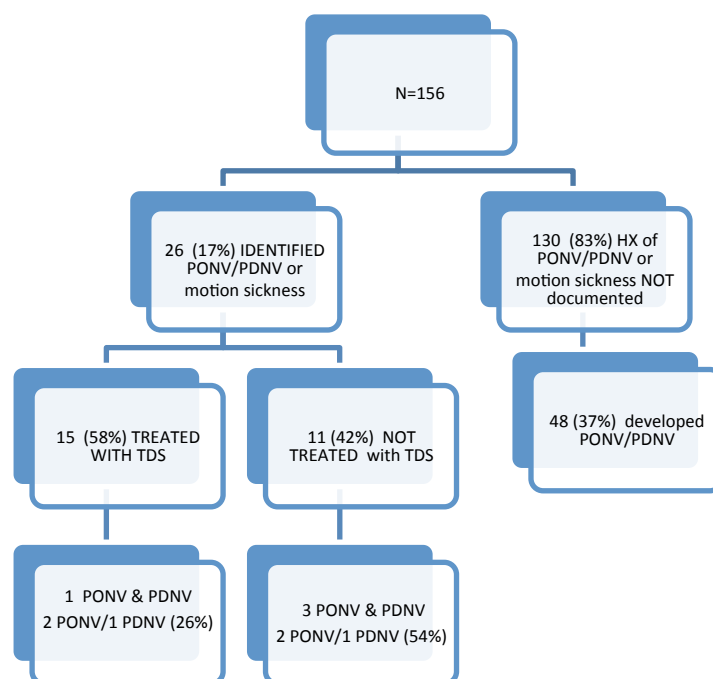 N=156
26 (17%) IDENTIFIED
PONV/PDNV or
motion sickness
130 (83%) HX of
PONV/PDNV or
motion sickness NOT
documented
15 (58%) TREATED
WITH TDS
11 (42%) NOT
TREATED with TDS
48 (37%) developed
PONV/PDNV
1 PONV & PDNV
2 PONV/1 PDNV (26%)
3 PONV & PDNV
2 PONV/1 PDNV (54%)